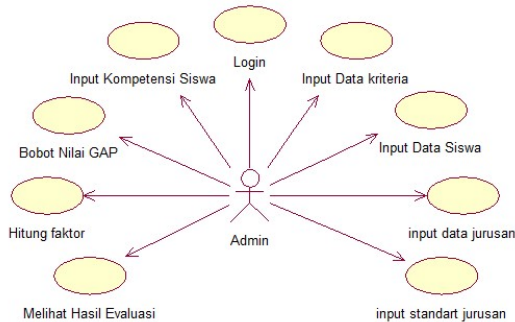 Login
Input Kompetensi Siswa
Input Data kriteria
Bobot Nilai GAP
Input Data Siswa
Hitung faktor
Admin
input data jurusan
Melihat Hasil Evaluasi
input standart jurusan